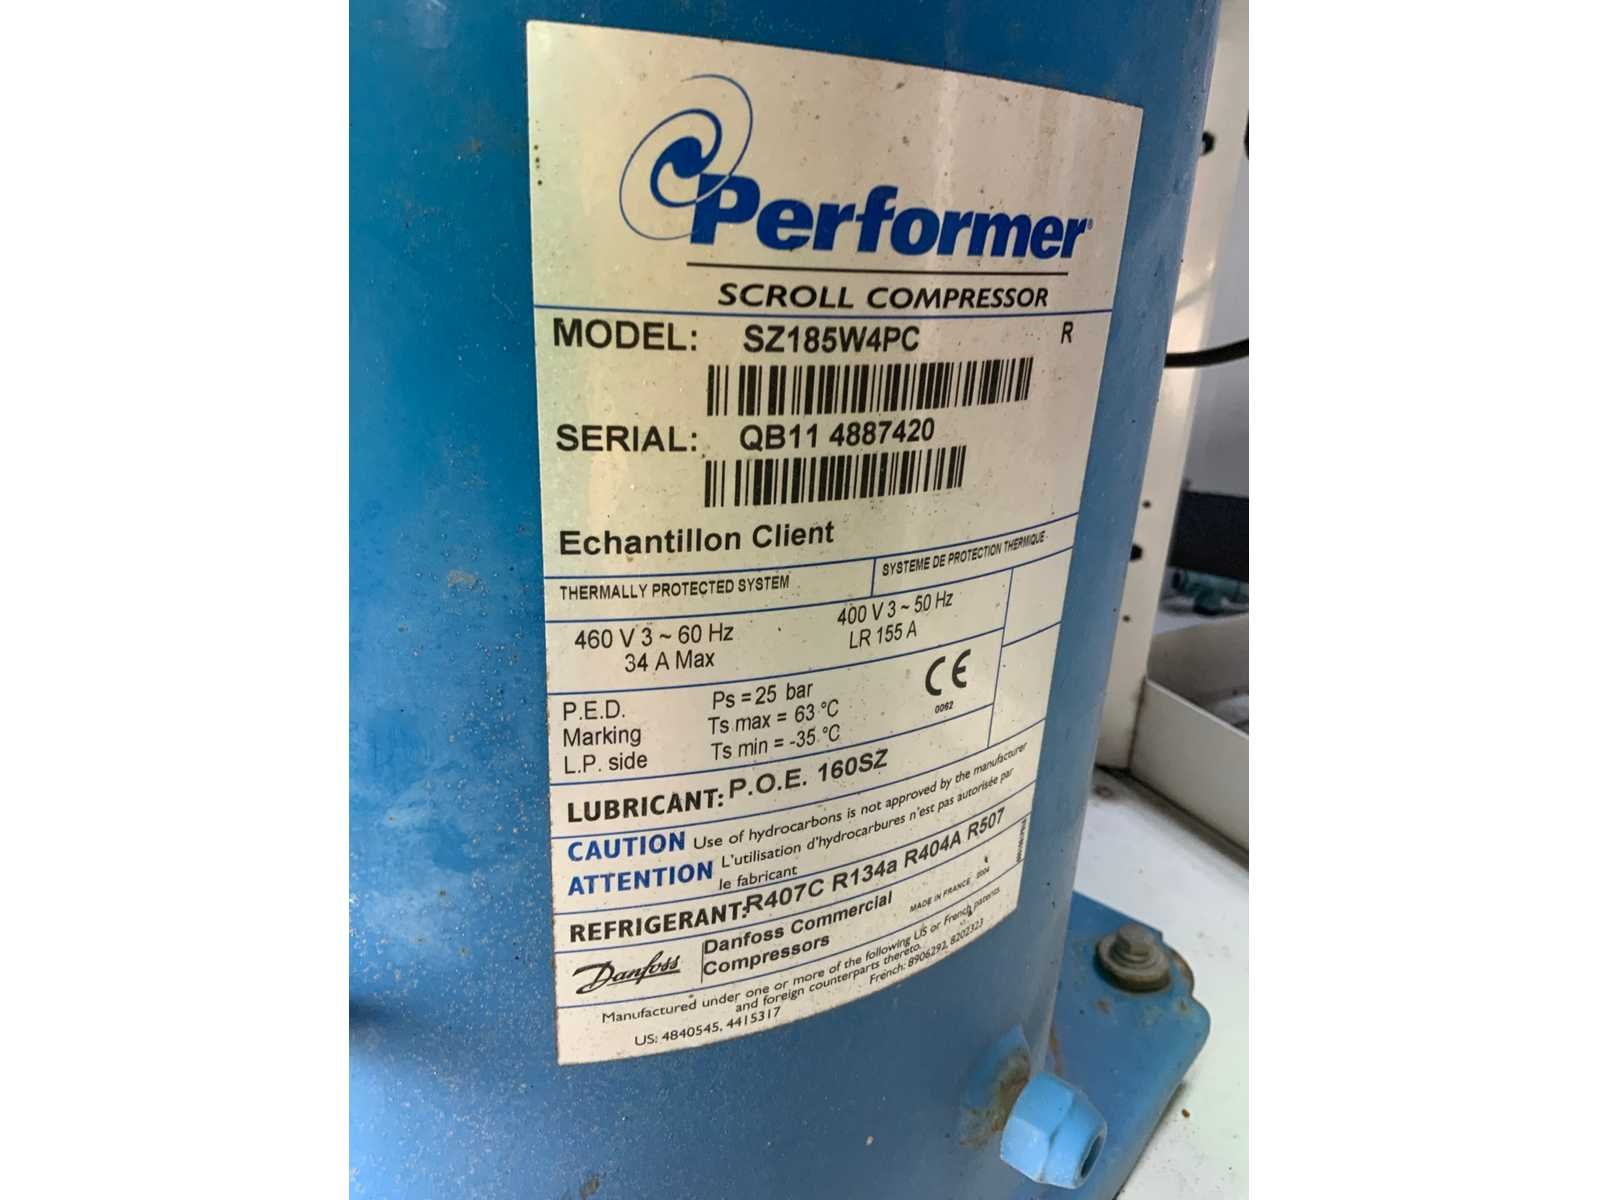 Performer®
SCROLL COMPRESSOR
MODEL: SZ185W4PC R
SERIAL: QB11 4887420
Echantillon Client
THERMALLY PROTECTED SYSTEM
SYSTEME DE PROTECTION THERMIQUE
460 V 3 ~ 60 Hz
34 A Max
400 V 3 ~ 50 Hz
LR 155 A
P.E.D.
Marking
L.P. side
Ps = 25 bar
Ts max = 63 °C
Ts min = -35 °C
CE
0062
LUBRICANT: P.O.E. 160SZ
CAUTION Use of hydrocarbons is not approved by the manufacturer
ATTENTION L'utilisation d'hydrocarbures n'est pas autorisée par
le fabricant
REFRIGERANT: R407C R134a R404A R507
Danfoss
Danfoss Commercial
Compressors
MADE IN FRANCE 2004
Manufactured under one or more of the following US or French patents
and foreign counterparts thereto.
US: 4840545, 4415317
French: 8906292, 8202323